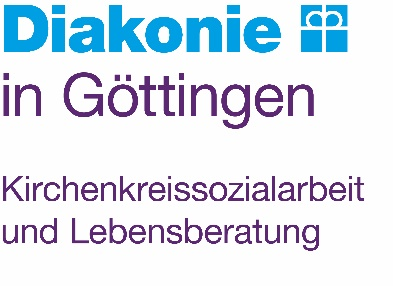 Diakonie
in Göttingen
Kirchenkreissozialarbeit
und Lebensberatung